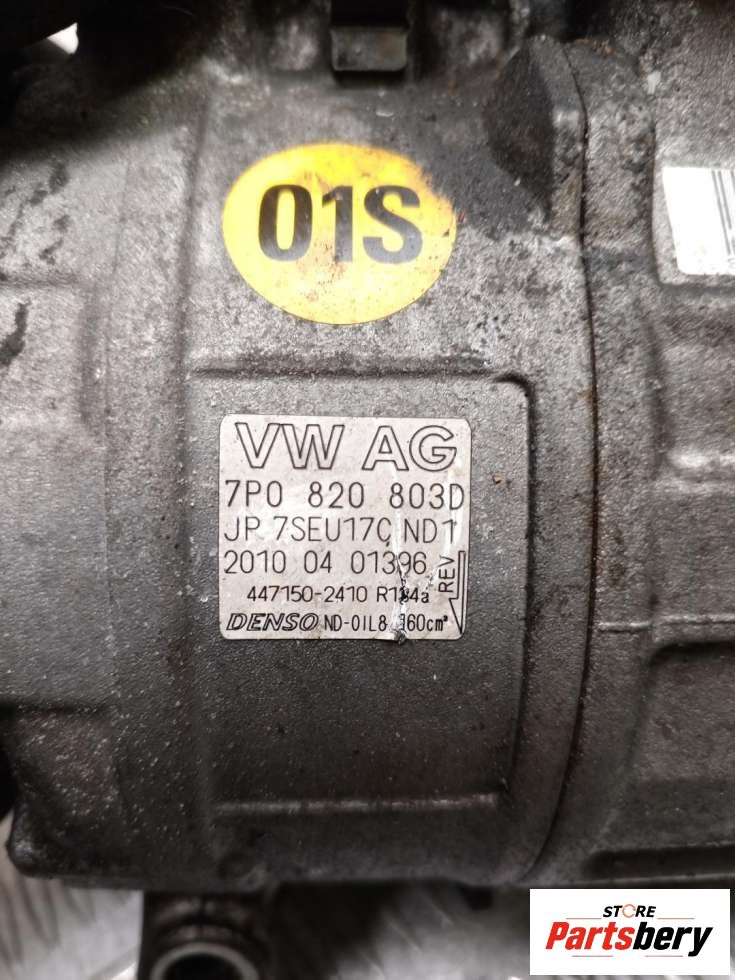 01S
VW AG
7P0 820 803D
JP 7SEU17C ND1
2010 04 01396
REV
447150-2410 R134a
DENSO ND-OIL8 160cm³
STORE
Partsbery